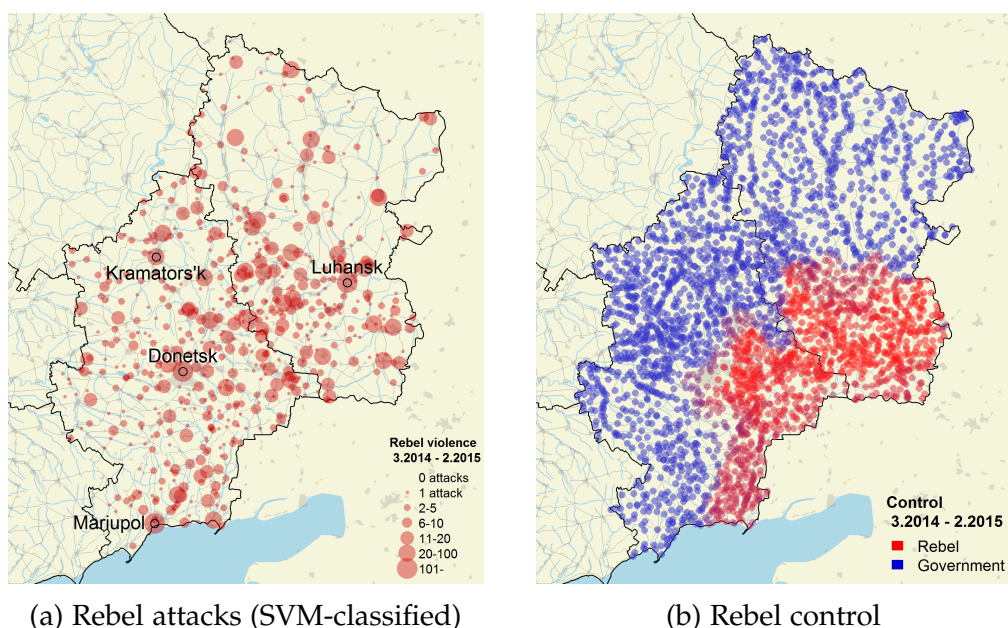 Kramators'k
Luhansk
Donetsk
Mariupol
Rebel violence
3.2014 - 2.2015
0 attacks
1 attack
2-5
6-10
11-20
20-100
101-
(a) Rebel attacks (SVM-classified)
Control
3.2014 - 2.2015
Rebel
Government
(b) Rebel control